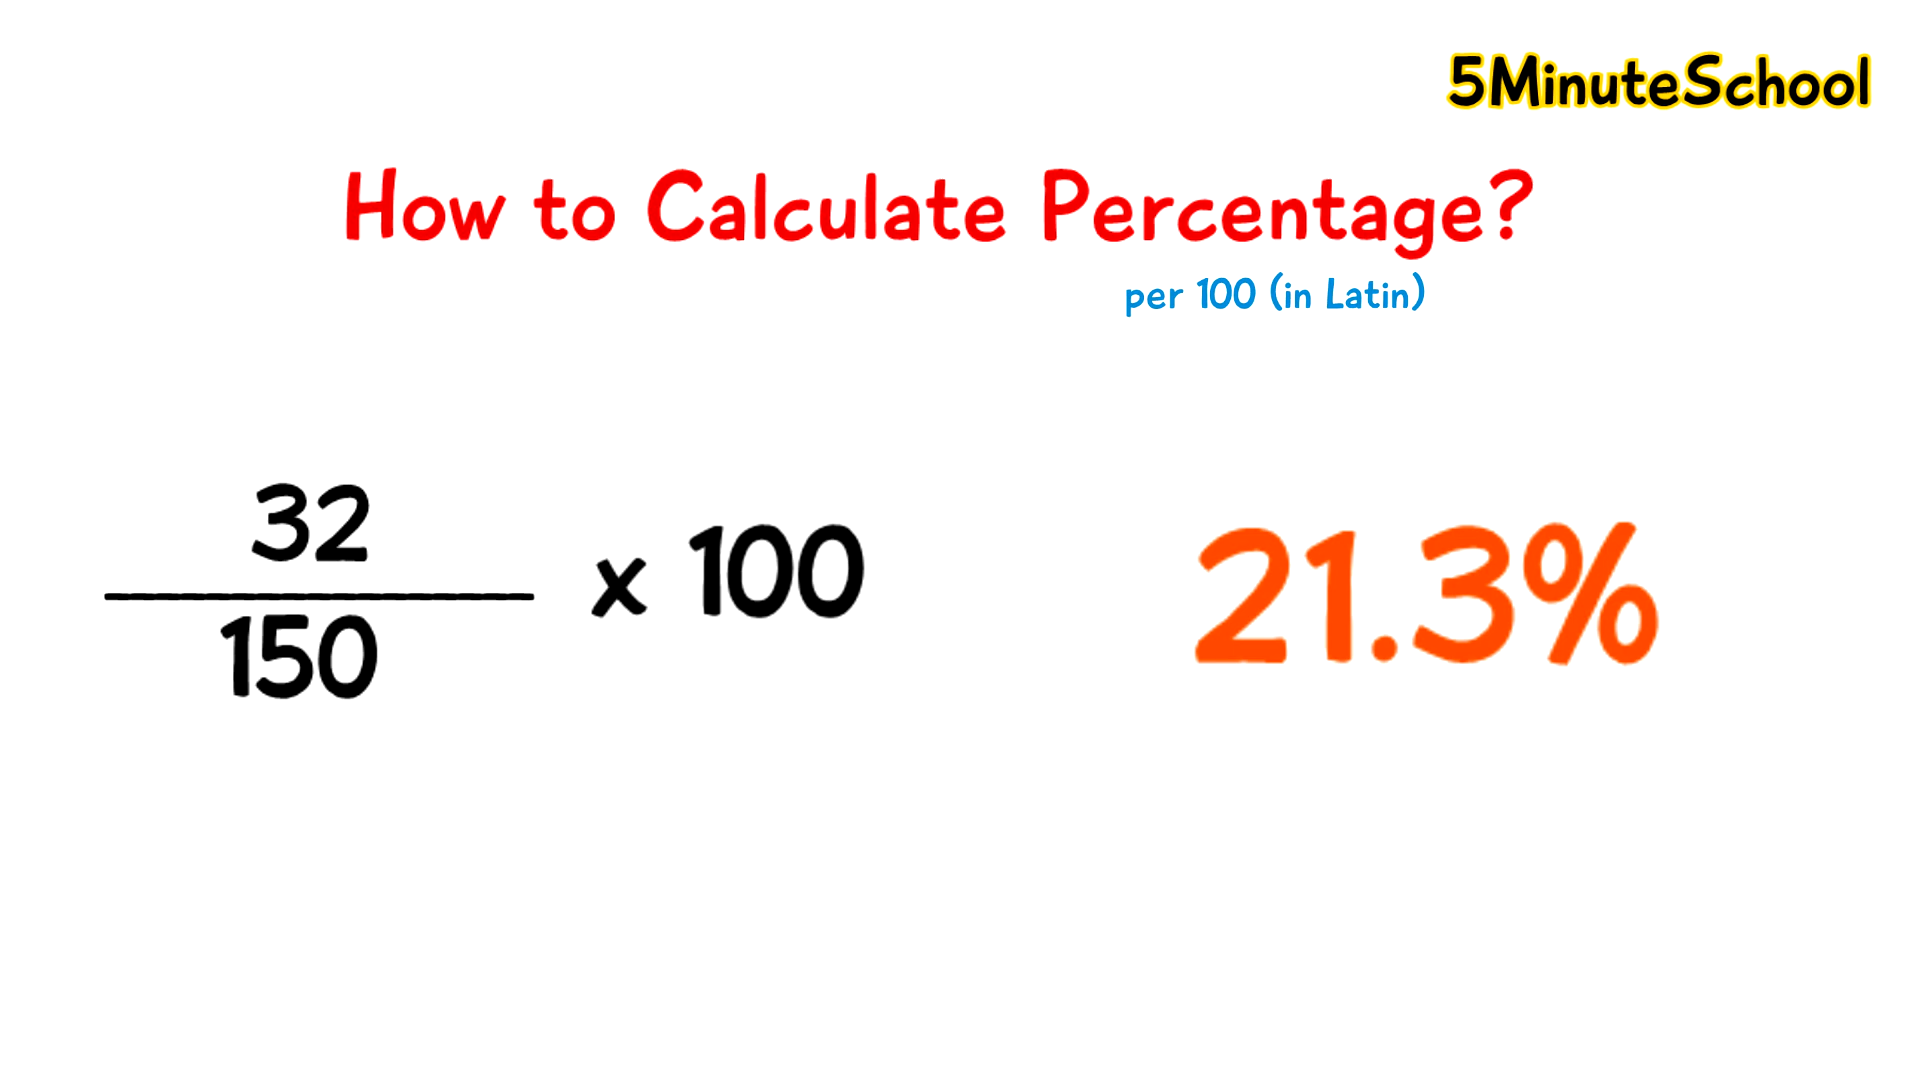 5MinuteSchool
How to Calculate Percentage?
per 100 (in Latin)
32
150
x 100
21.3%